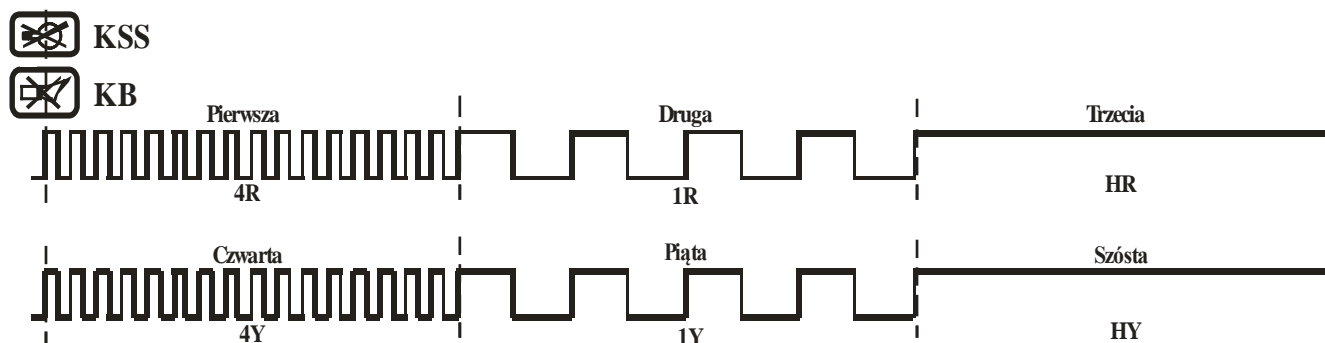 KSS
KB
Pierwsza Druga Trzecia
4R 1R HR
Czwarta Piąta Szósta
4Y 1Y HY